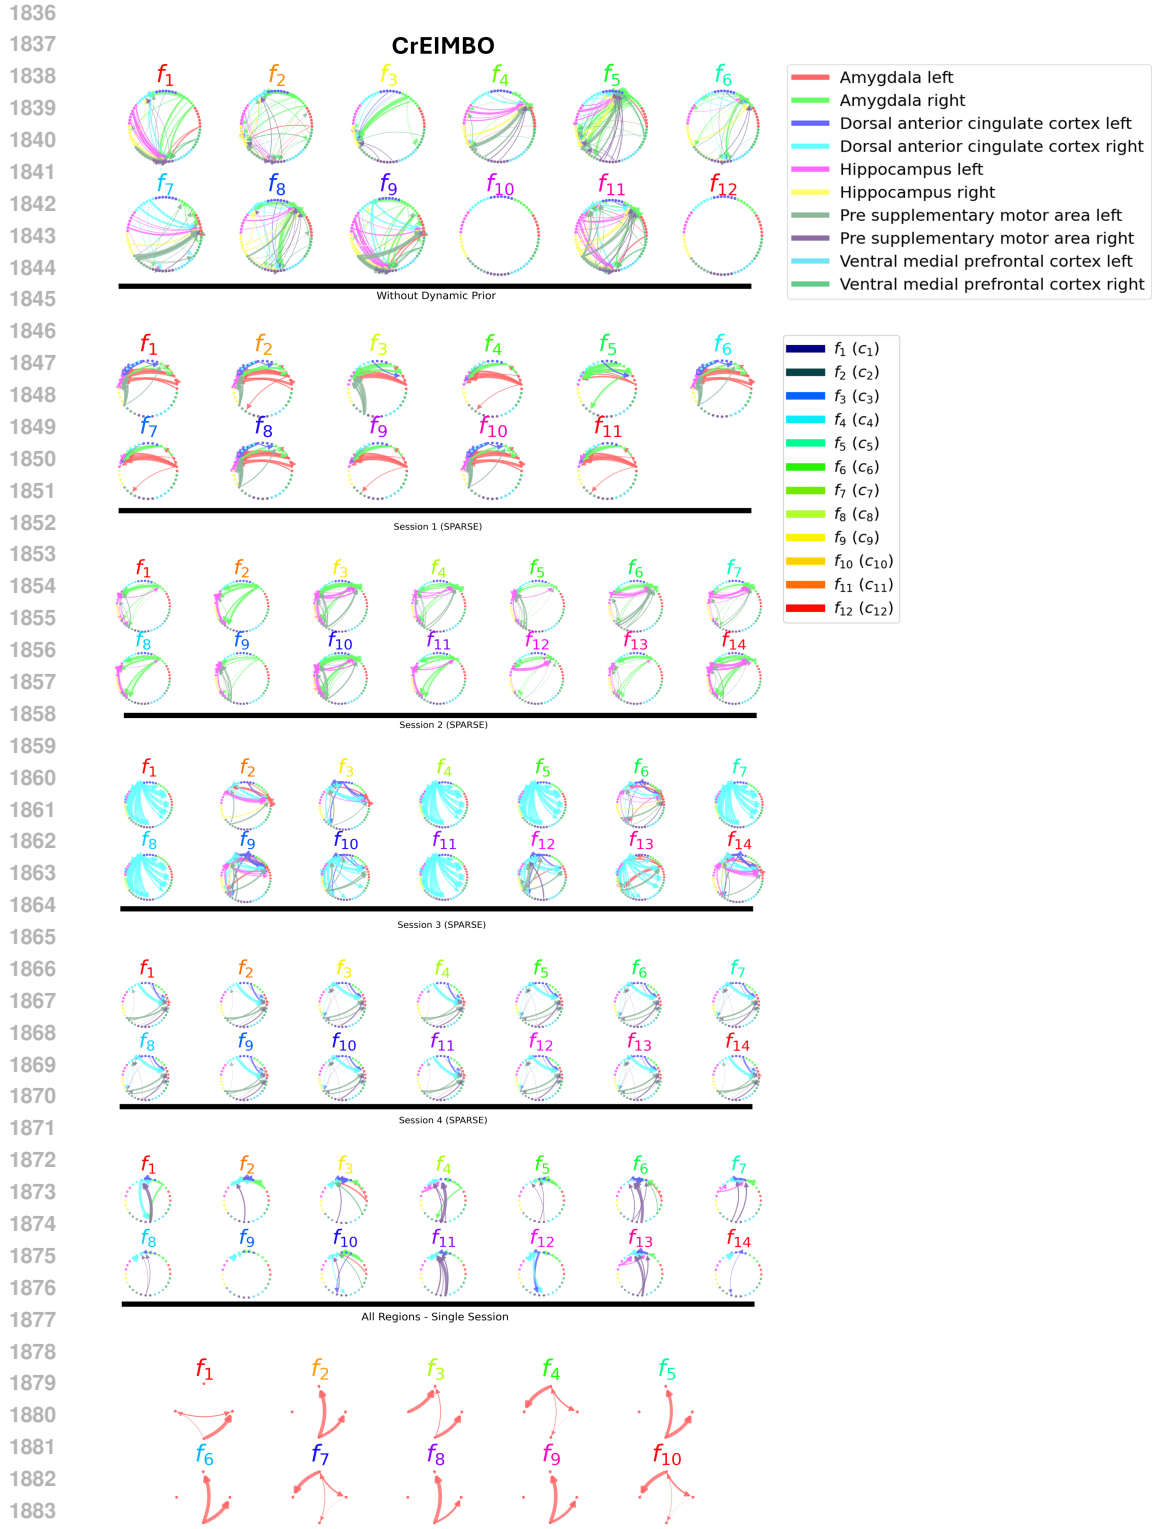 1836
1837
CrEIMBO
1838
f1 f2 f3 f4 f5 f6
Amygdala left
1839
Amygdala right
1840
Dorsal anterior cingulate cortex left
1841
Dorsal anterior cingulate cortex right
Hippocampus left
f7 f8 f9 f10 f11 f12
Hippocampus right
1842
Pre supplementary motor area left
1843
Pre supplementary motor area right
Ventral medial prefrontal cortex left
1844
Ventral medial prefrontal cortex right
1845
Without Dynamic Prior
1846
f1 f2 f3 f4 f5 f6
f1 (c1)
1847
f2 (c2)
1848
f3 (c3)
f4 (c4)
1849
f7 f8 f9 f10 f11
f5 (c5)
1850
f6 (c6)
1851
f7 (c7)
f8 (c8)
1852
Session 1 (SPARSE)
f9 (c9)
1853
f10 (c10)
f1 f2 f3 f4 f5 f6 f7
1854
f11 (c11)
1855
f12 (c12)
1856
f8 f9 f10 f11 f12 f13 f14
1857
1858
Session 2 (SPARSE)
1859
f1 f2 f3 f4 f5 f6 f7
1860
1861
1862
f8 f9 f10 f11 f12 f13 f14
1863
1864
Session 3 (SPARSE)
1865
1866
f1 f2 f3 f4 f5 f6 f7
1867
1868
f8 f9 f10 f11 f12 f13 f14
1869
1870
Session 4 (SPARSE)
1871
1872
f1 f2 f3 f4 f5 f6 f7
1873
1874
f8 f9 f10 f11 f12 f13 f14
1875
1876
All Regions - Single Session
1877
1878
f1 f2 f3 f4 f5
1879
1880
1881
f6 f7 f8 f9 f10
1882
1883